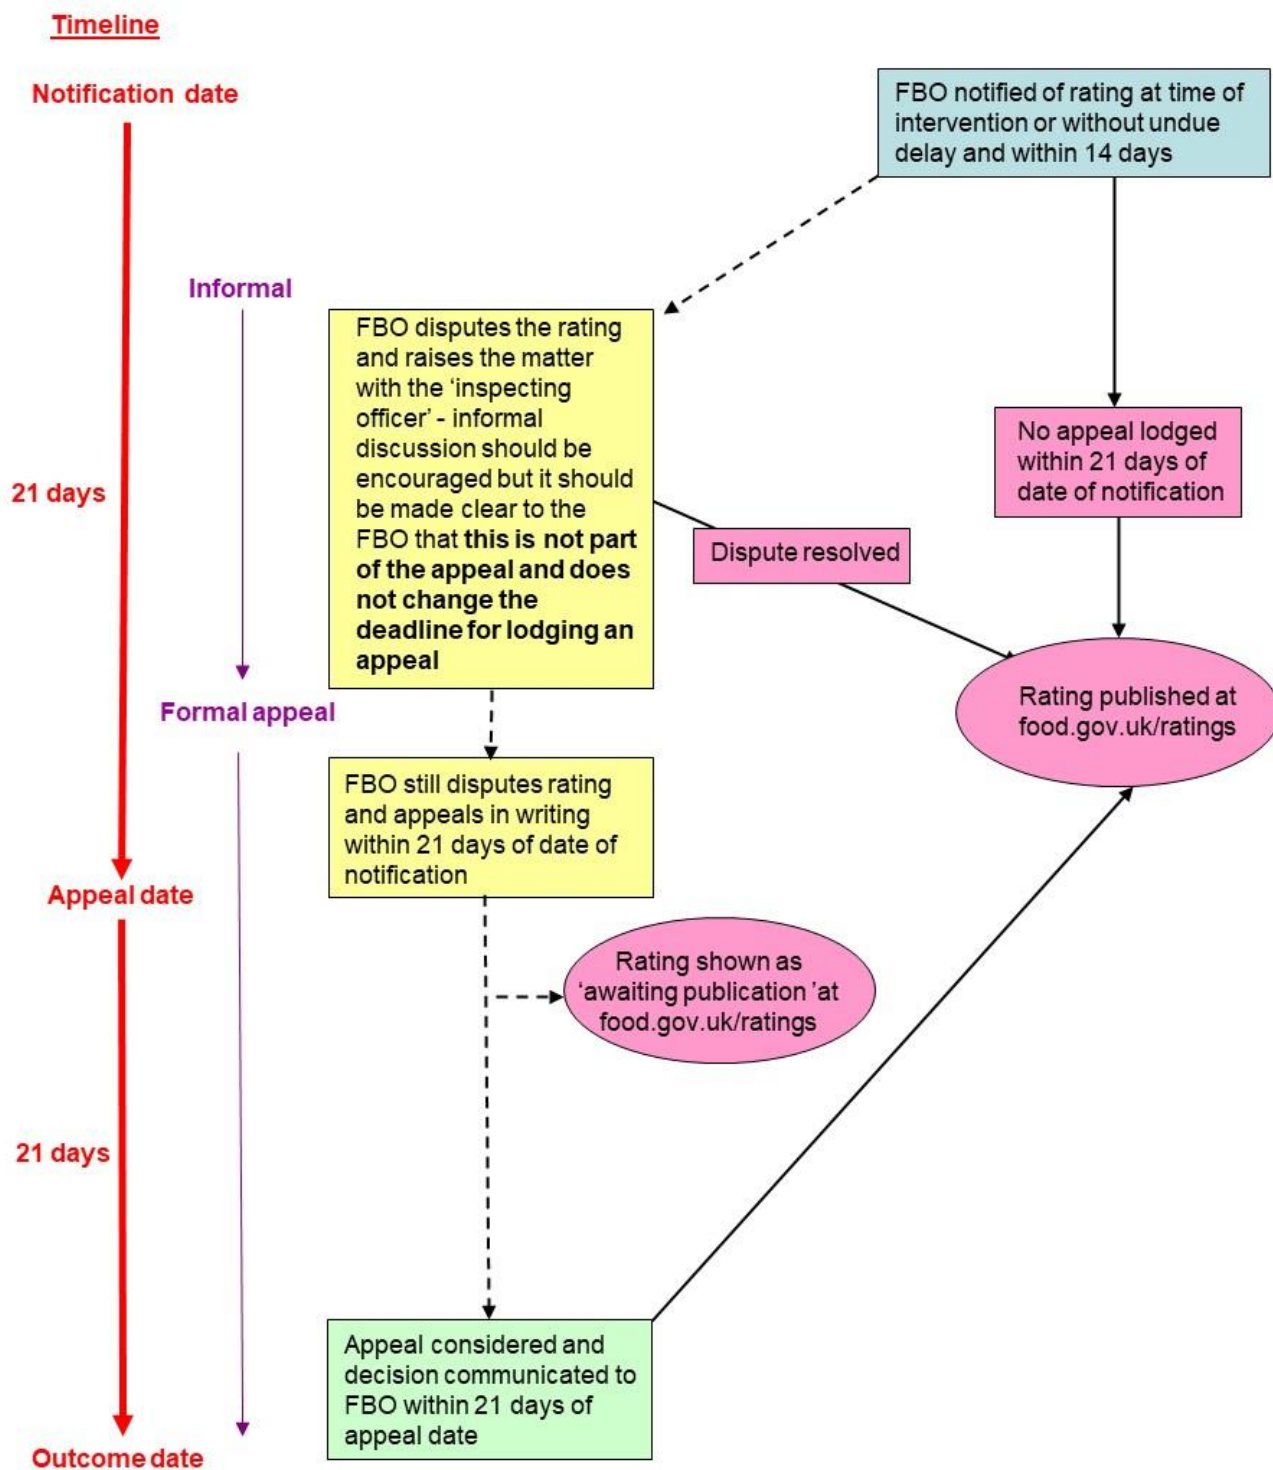 Timeline
Notification date
FBO notified of rating at time of
intervention or without undue
delay and within 14 days
Informal
FBO disputes the rating
and raises the matter
with the ‘inspecting
officer’ - informal
discussion should be
encouraged but it should
be made clear to the
FBO that this is not part
of the appeal and does
not change the
deadline for lodging an
appeal
No appeal lodged
within 21 days of
date of notification
21 days
Dispute resolved
Rating published at
food.gov.uk/ratings
Formal appeal
FBO still disputes rating
and appeals in writing
within 21 days of date of
notification
Appeal date
Rating shown as
‘awaiting publication ’at
food.gov.uk/ratings
21 days
Appeal considered and
decision communicated to
FBO within 21 days of
appeal date
Outcome date